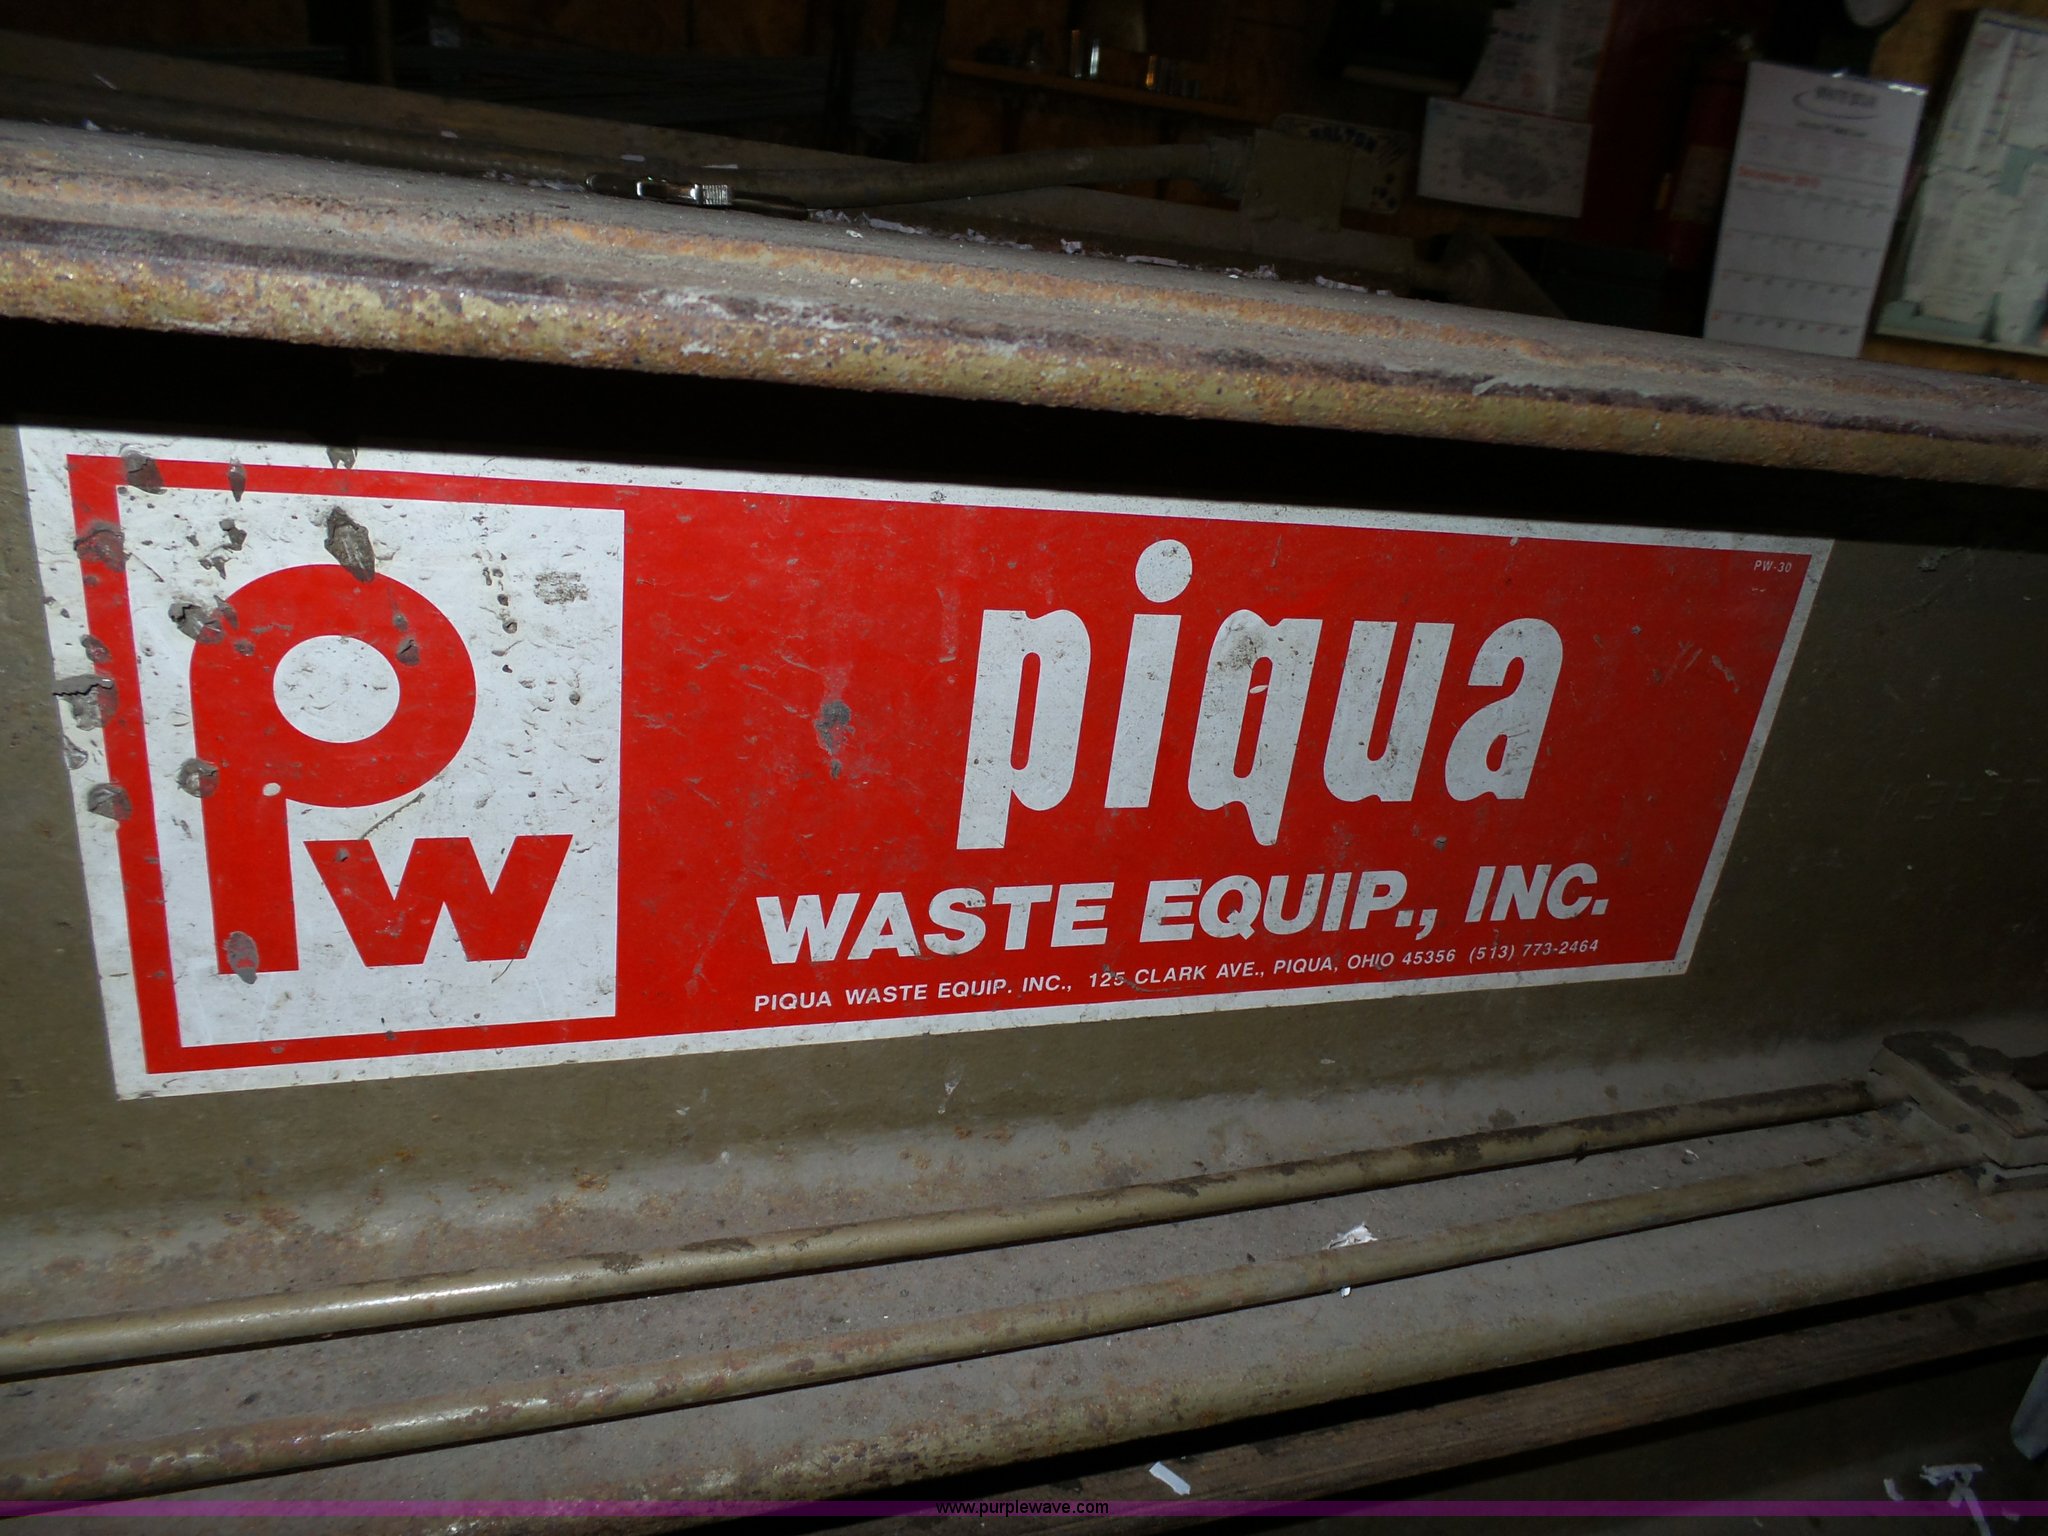 PW-30
pw
piqua
WASTE EQUIP., INC.
PIQUA WASTE EQUIP. INC., 125 CLARK AVE., PIQUA, OHIO 45356 (513) 773-2464
www.purplewave.com